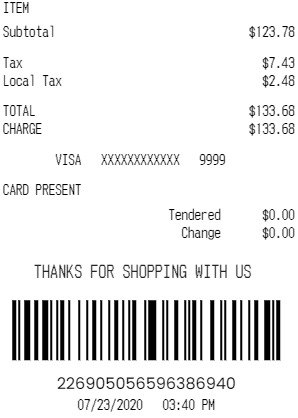 ITEM
Subtotal $123.78
Tax $7.43
Local Tax $2.48
TOTAL $133.68
CHARGE $133.68
VISA XXXXXXXXXXXX 9999
CARD PRESENT
Tendered $0.00
Change $0.00
THANKS FOR SHOPPING WITH US
226905056596386940
07/23/2020 03:40 PM